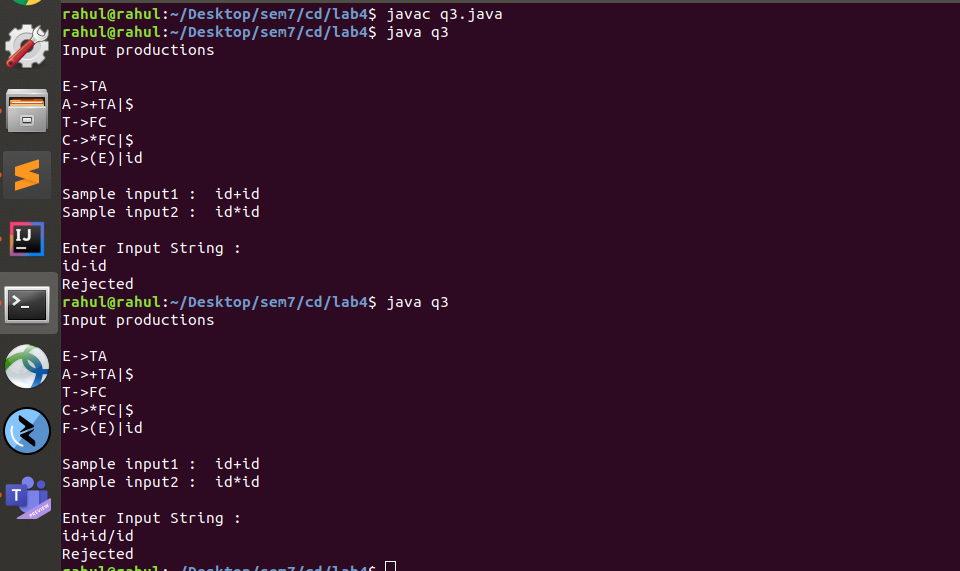 rahul@rahul:~/Desktop/sem7/cd/lab4$ javac q3.java
rahul@rahul:~/Desktop/sem7/cd/lab4$ java q3
Input productions
E->TA
A->+TA|$
T->FC
C->*FC|$
F->(E)|id
Sample input1 :  id+id
Sample input2 :  id*id
Enter Input String :
id-id
Rejected
rahul@rahul:~/Desktop/sem7/cd/lab4$ java q3
Input productions
E->TA
A->+TA|$
T->FC
C->*FC|$
F->(E)|id
Sample input1 :  id+id
Sample input2 :  id*id
Enter Input String :
id+id/id
Rejected
rahul@rahul:~/Desktop/sem7/cd/lab4$
IJ
>_
T
PREVIEW